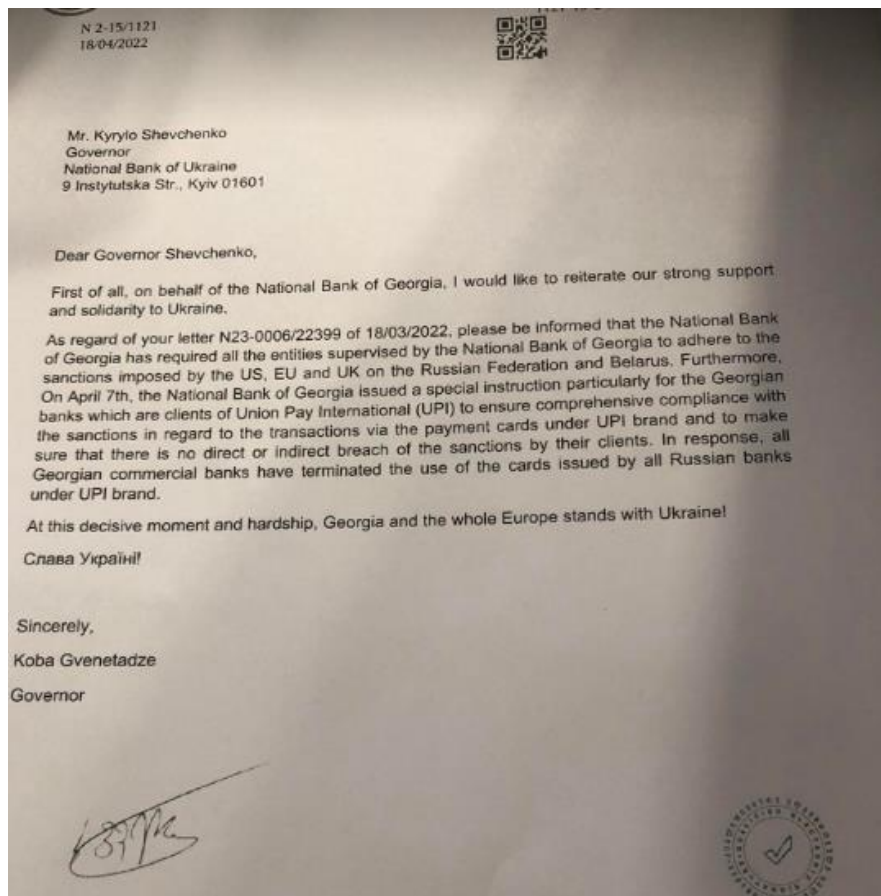 N 2-15/1121
18/04/2022
Mr. Kyrylo Shevchenko
Governor
National Bank of Ukraine
9 Instytutska Str., Kyiv 01601
Dear Governor Shevchenko,
First of all, on behalf of the National Bank of Georgia, I would like to reiterate our strong support
and solidarity to Ukraine.
As regard of your letter N23-0006/22399 of 18/03/2022, please be informed that the National Bank
of Georgia has required all the entities supervised by the National Bank of Georgia to adhere to the
sanctions imposed by the US, EU and UK on the Russian Federation and Belarus. Furthermore,
On April 7th, the National Bank of Georgia issued a special instruction particularly for the Georgian
banks which are clients of Union Pay International (UPI) to ensure comprehensive compliance with
the sanctions in regard to the transactions via the payment cards under UPI brand and to make
sure that there is no direct or indirect breach of the sanctions by their clients. In response, all
Georgian commercial banks have terminated the use of the cards issued by all Russian banks
under UPI brand.
At this decisive moment and hardship, Georgia and the whole Europe stands with Ukraine!
Слава Україні!
Sincerely,
Koba Gvenetadze
Governor